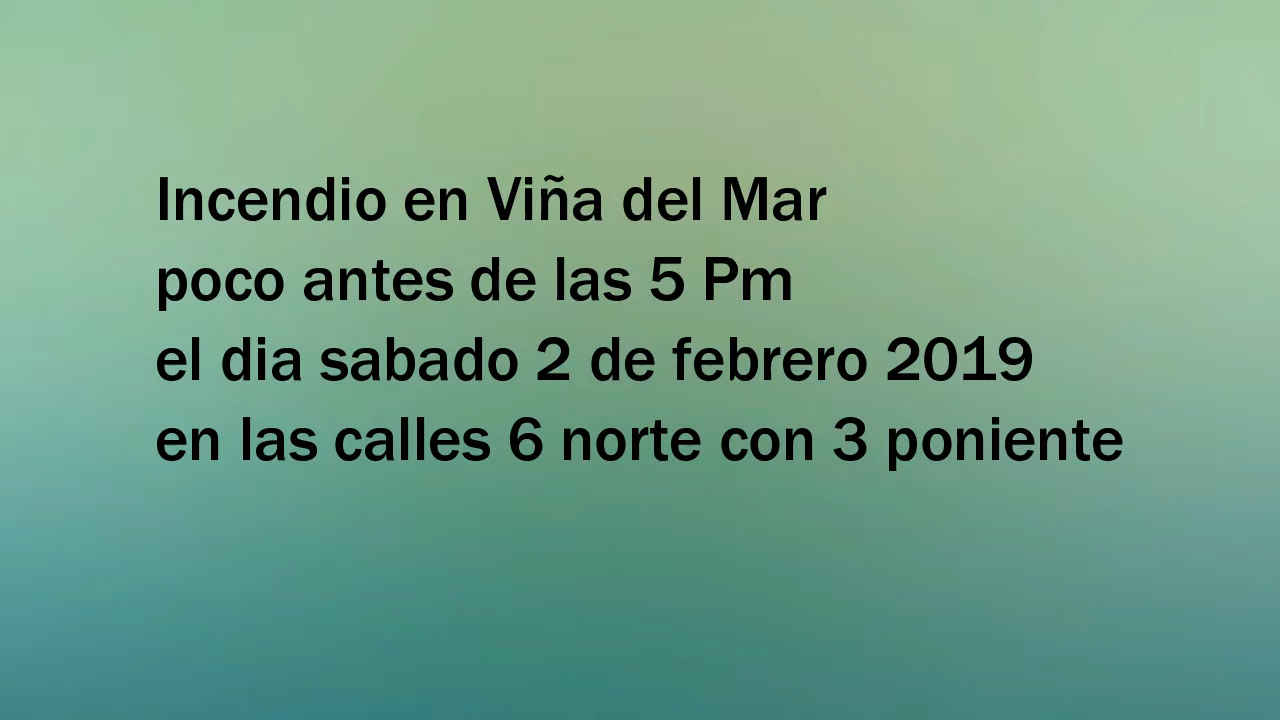 Incendio en Viña del Mar
poco antes de las 5 Pm
el dia sabado 2 de febrero 2019
en las calles 6 norte con 3 poniente